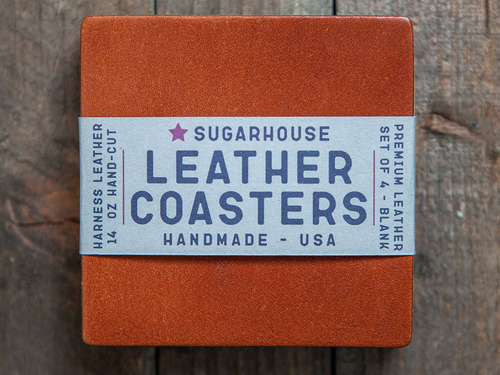 HARNESS LEATHER
14 OZ HAND-CUT
SUGARHOUSE
LEATHER
COASTERS
HANDMADE - USA
PREMIUM LEATHER
SET OF 4 - BLANK